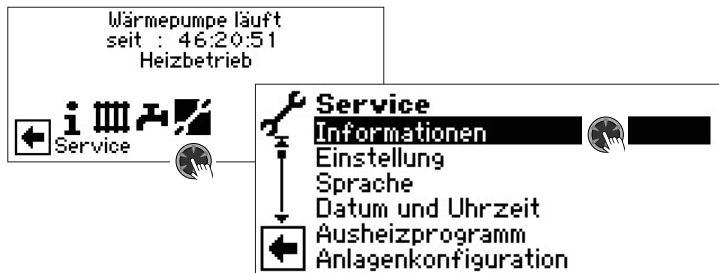 Wärmepumpe läuft
seit : 46:20:51
Heizbetrieb
Service
Service
Informationen
Einstellung
Sprache
Datum und Uhrzeit
Ausheizprogramm
Anlagenkonfiguration